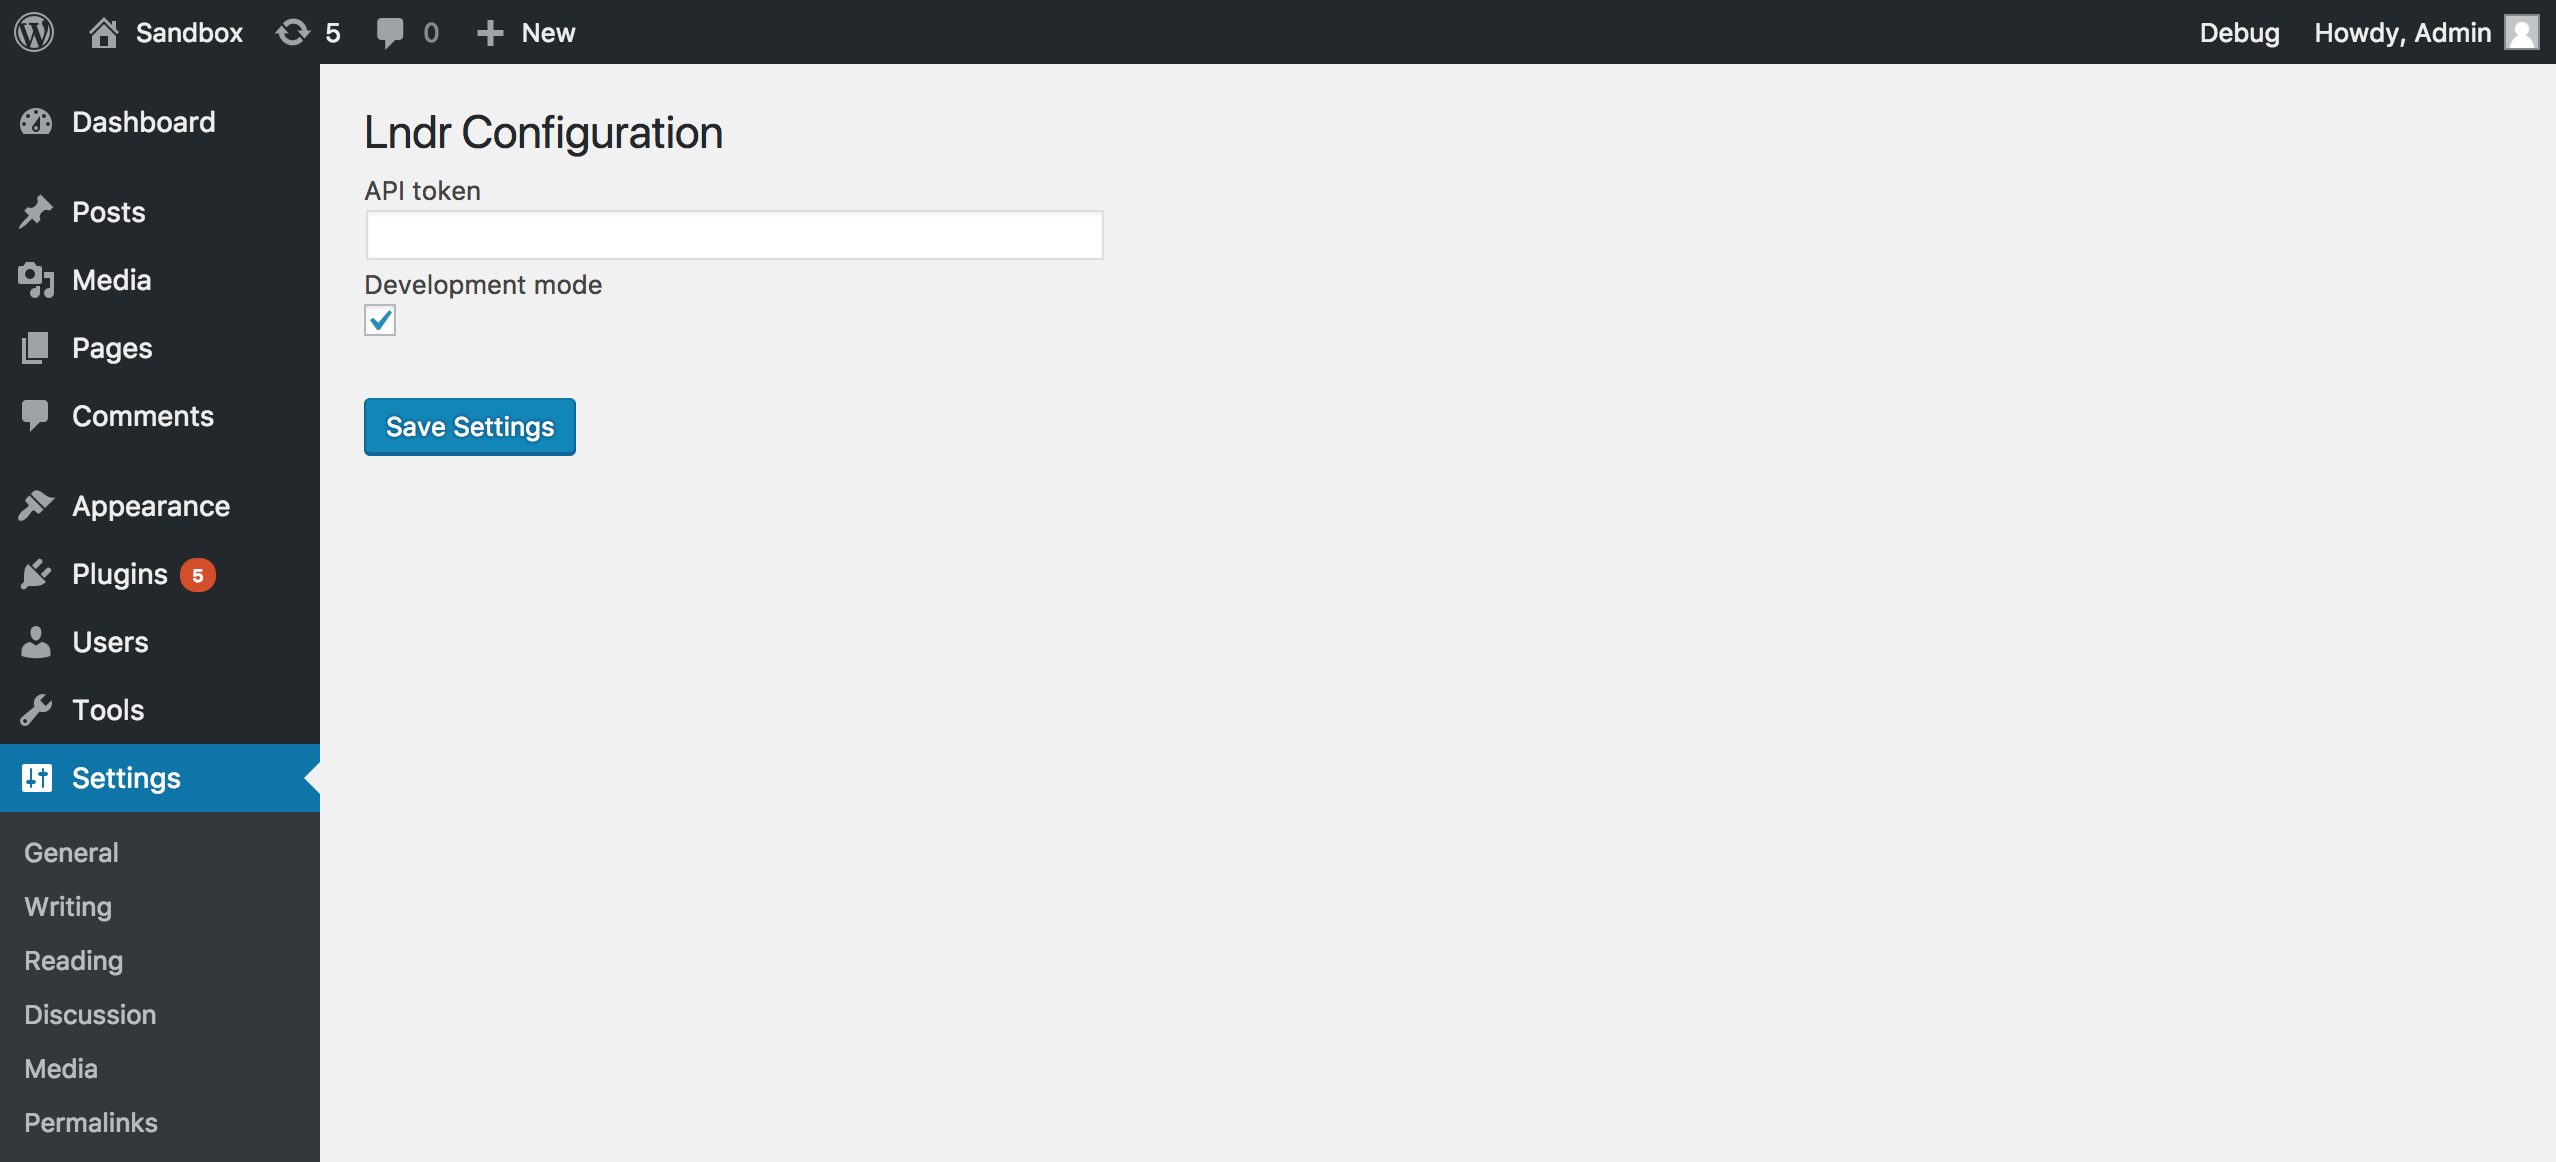 Sandbox 5 0 New Debug Howdy, Admin
Dashboard
Posts
Media
Pages
Comments
Appearance
Plugins 5
Users
Tools
Settings
General
Writing
Reading
Discussion
Media
Permalinks
Lndr Configuration
API token
Development mode
Save Settings